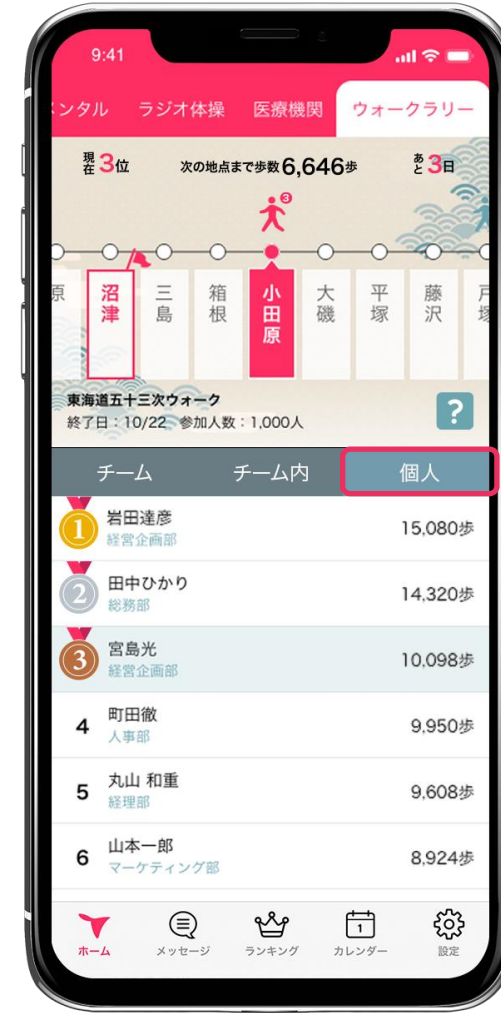 9:41
メンタル ラジオ体操 医療機関 ウォークラリー
現在3位 次の地点まで歩数6,646歩 あと3日
3
原 沼津 三島 箱根 小田原 大磯 平塚 藤沢 戸塚
東海道五十三次ウォーク
終了日：10/22 参加人数：1,000人
?
チーム チーム内 個人
1 岩田達彦 15,080歩
経営企画部
2 田中ひかり 14,320歩
総務部
3 宮島光 10,098歩
経営企画部
4 町田徹 9,950歩
人事部
5 丸山 和重 9,608歩
経理部
6 山本一郎 8,924歩
マーケティング部
1
ホーム メッセージ ランキング カレンダー 設定